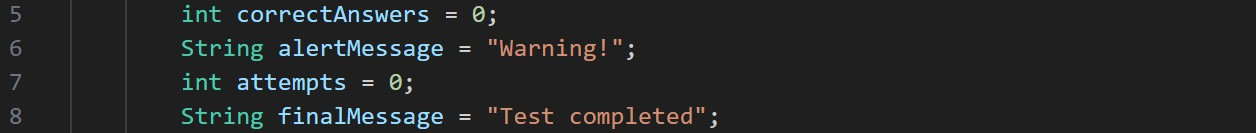 5 int correctAnswers = 0;
6 String alertMessage = "Warning!";
7 int attempts = 0;
8 String finalMessage = "Test completed";